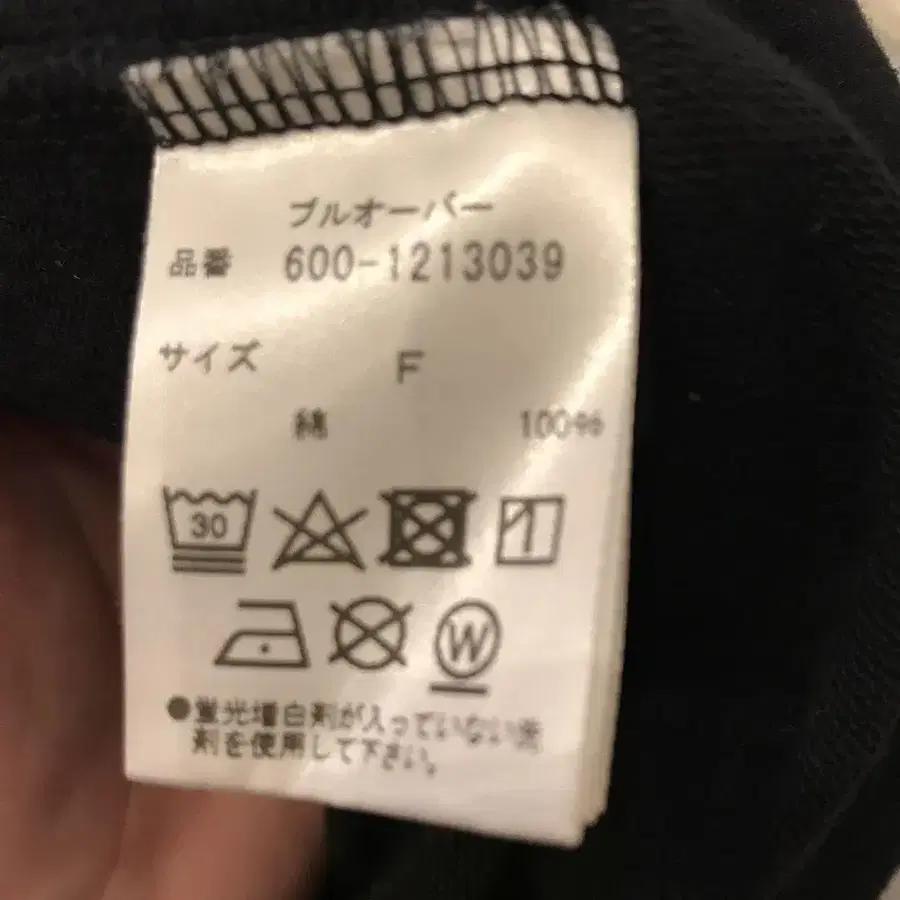 プルオーバー
品番 600-1213039
サイズ F
綿 100%
30
W
●蛍光増白剤が入っていない洗
剤を使用して下さい。